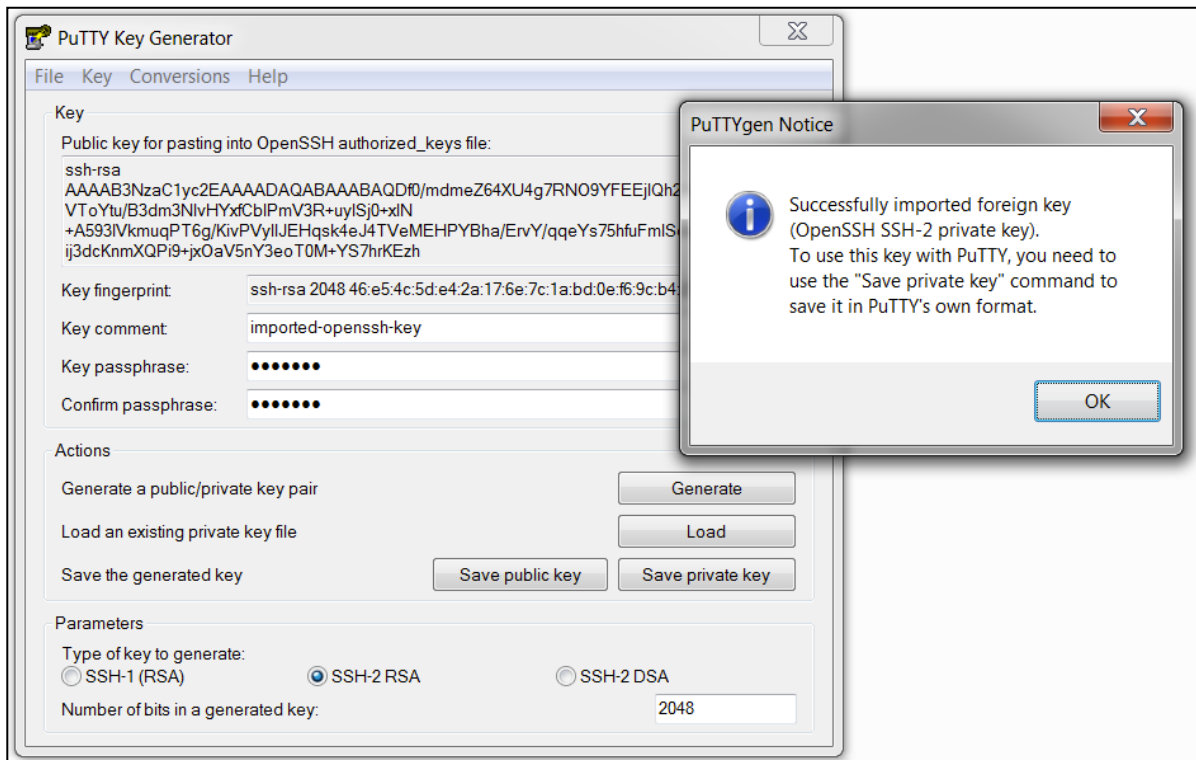 PuTTY Key Generator
File Key Conversions Help
Key
Public key for pasting into OpenSSH authorized_keys file:
ssh-rsa
AAAAB3NzaC1yc2EAAAADAQABAAABAQDf0/mdmeZ64XU4g7RNO9YFEEjIQh2
VToYtu/B3dm3NlvHYxfCblPmV3R+uylSj0+xlN
+A593lVkmuqPT6g/KivPVyllJEHqsk4eJ4TVeMEHPYBha/ErvY/qqeYs75hfuFmlS
ij3dcKnmXQPi9+jxOaV5nY3eoT0M+YS7hrKEzh
Key fingerprint:
ssh-rsa 2048 46:e5:4c:5d:e4:2a:17:6e:7c:1a:bd:0e:f6:9c:b4:
Key comment:
imported-openssh-key
Key passphrase:
●●●●●●●
Confirm passphrase:
●●●●●●●
Actions
Generate a public/private key pair
Generate
Load an existing private key file
Load
Save the generated key
Save public key
Save private key
Parameters
Type of key to generate:
SSH-1 (RSA) SSH-2 RSA SSH-2 DSA
Number of bits in a generated key:
2048
PuTTYgen Notice
Successfully imported foreign key
(OpenSSH SSH-2 private key).
To use this key with PuTTY, you need to
use the "Save private key" command to
save it in PuTTY's own format.
OK